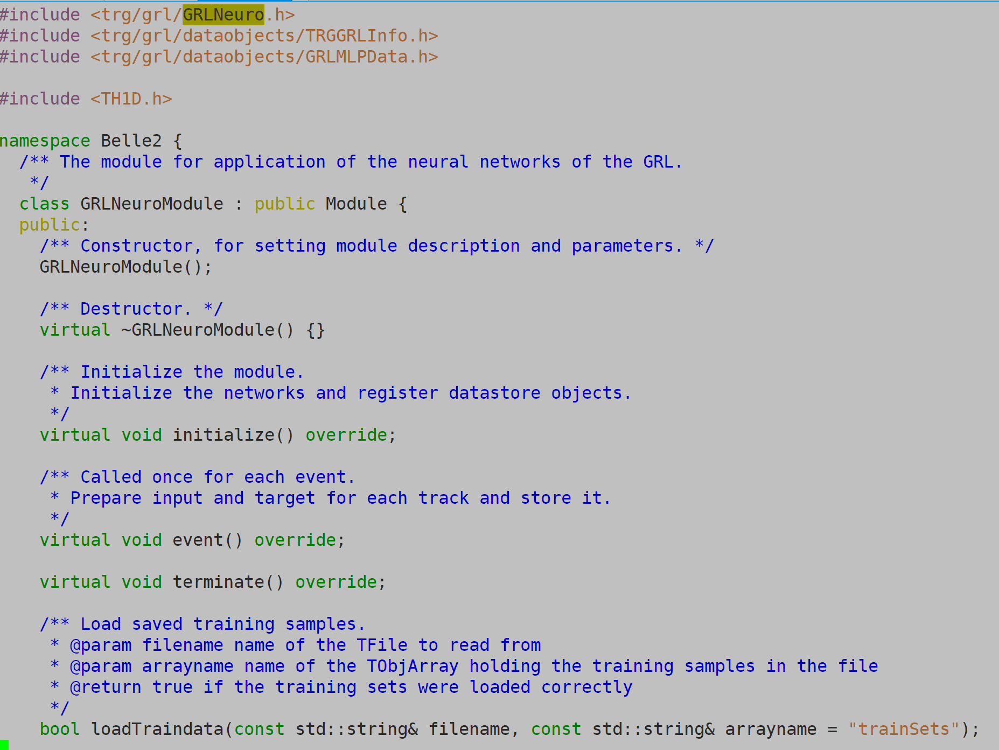 #include <trg/grl/GRLNeuro.h>
#include <trg/grl/dataobjects/TRGGRLInfo.h>
#include <trg/grl/dataobjects/GRLMLPData.h>

#include <TH1D.h>

namespace Belle2 {
  /** The module for application of the neural networks of the GRL.
   */
  class GRLNeuroModule : public Module {
  public:
    /** Constructor, for setting module description and parameters. */
    GRLNeuroModule();

    /** Destructor. */
    virtual ~GRLNeuroModule() {}

    /** Initialize the module.
     * Initialize the networks and register datastore objects.
     */
    virtual void initialize() override;

    /** Called once for each event.
     * Prepare input and target for each track and store it.
     */
    virtual void event() override;

    virtual void terminate() override;

    /** Load saved training samples.
     * @param filename name of the TFile to read from
     * @param arrayname name of the TObjArray holding the training samples in the file
     * @return true if the training sets were loaded correctly
     */
    bool loadTraindata(const std::string& filename, const std::string& arrayname = "trainSets");